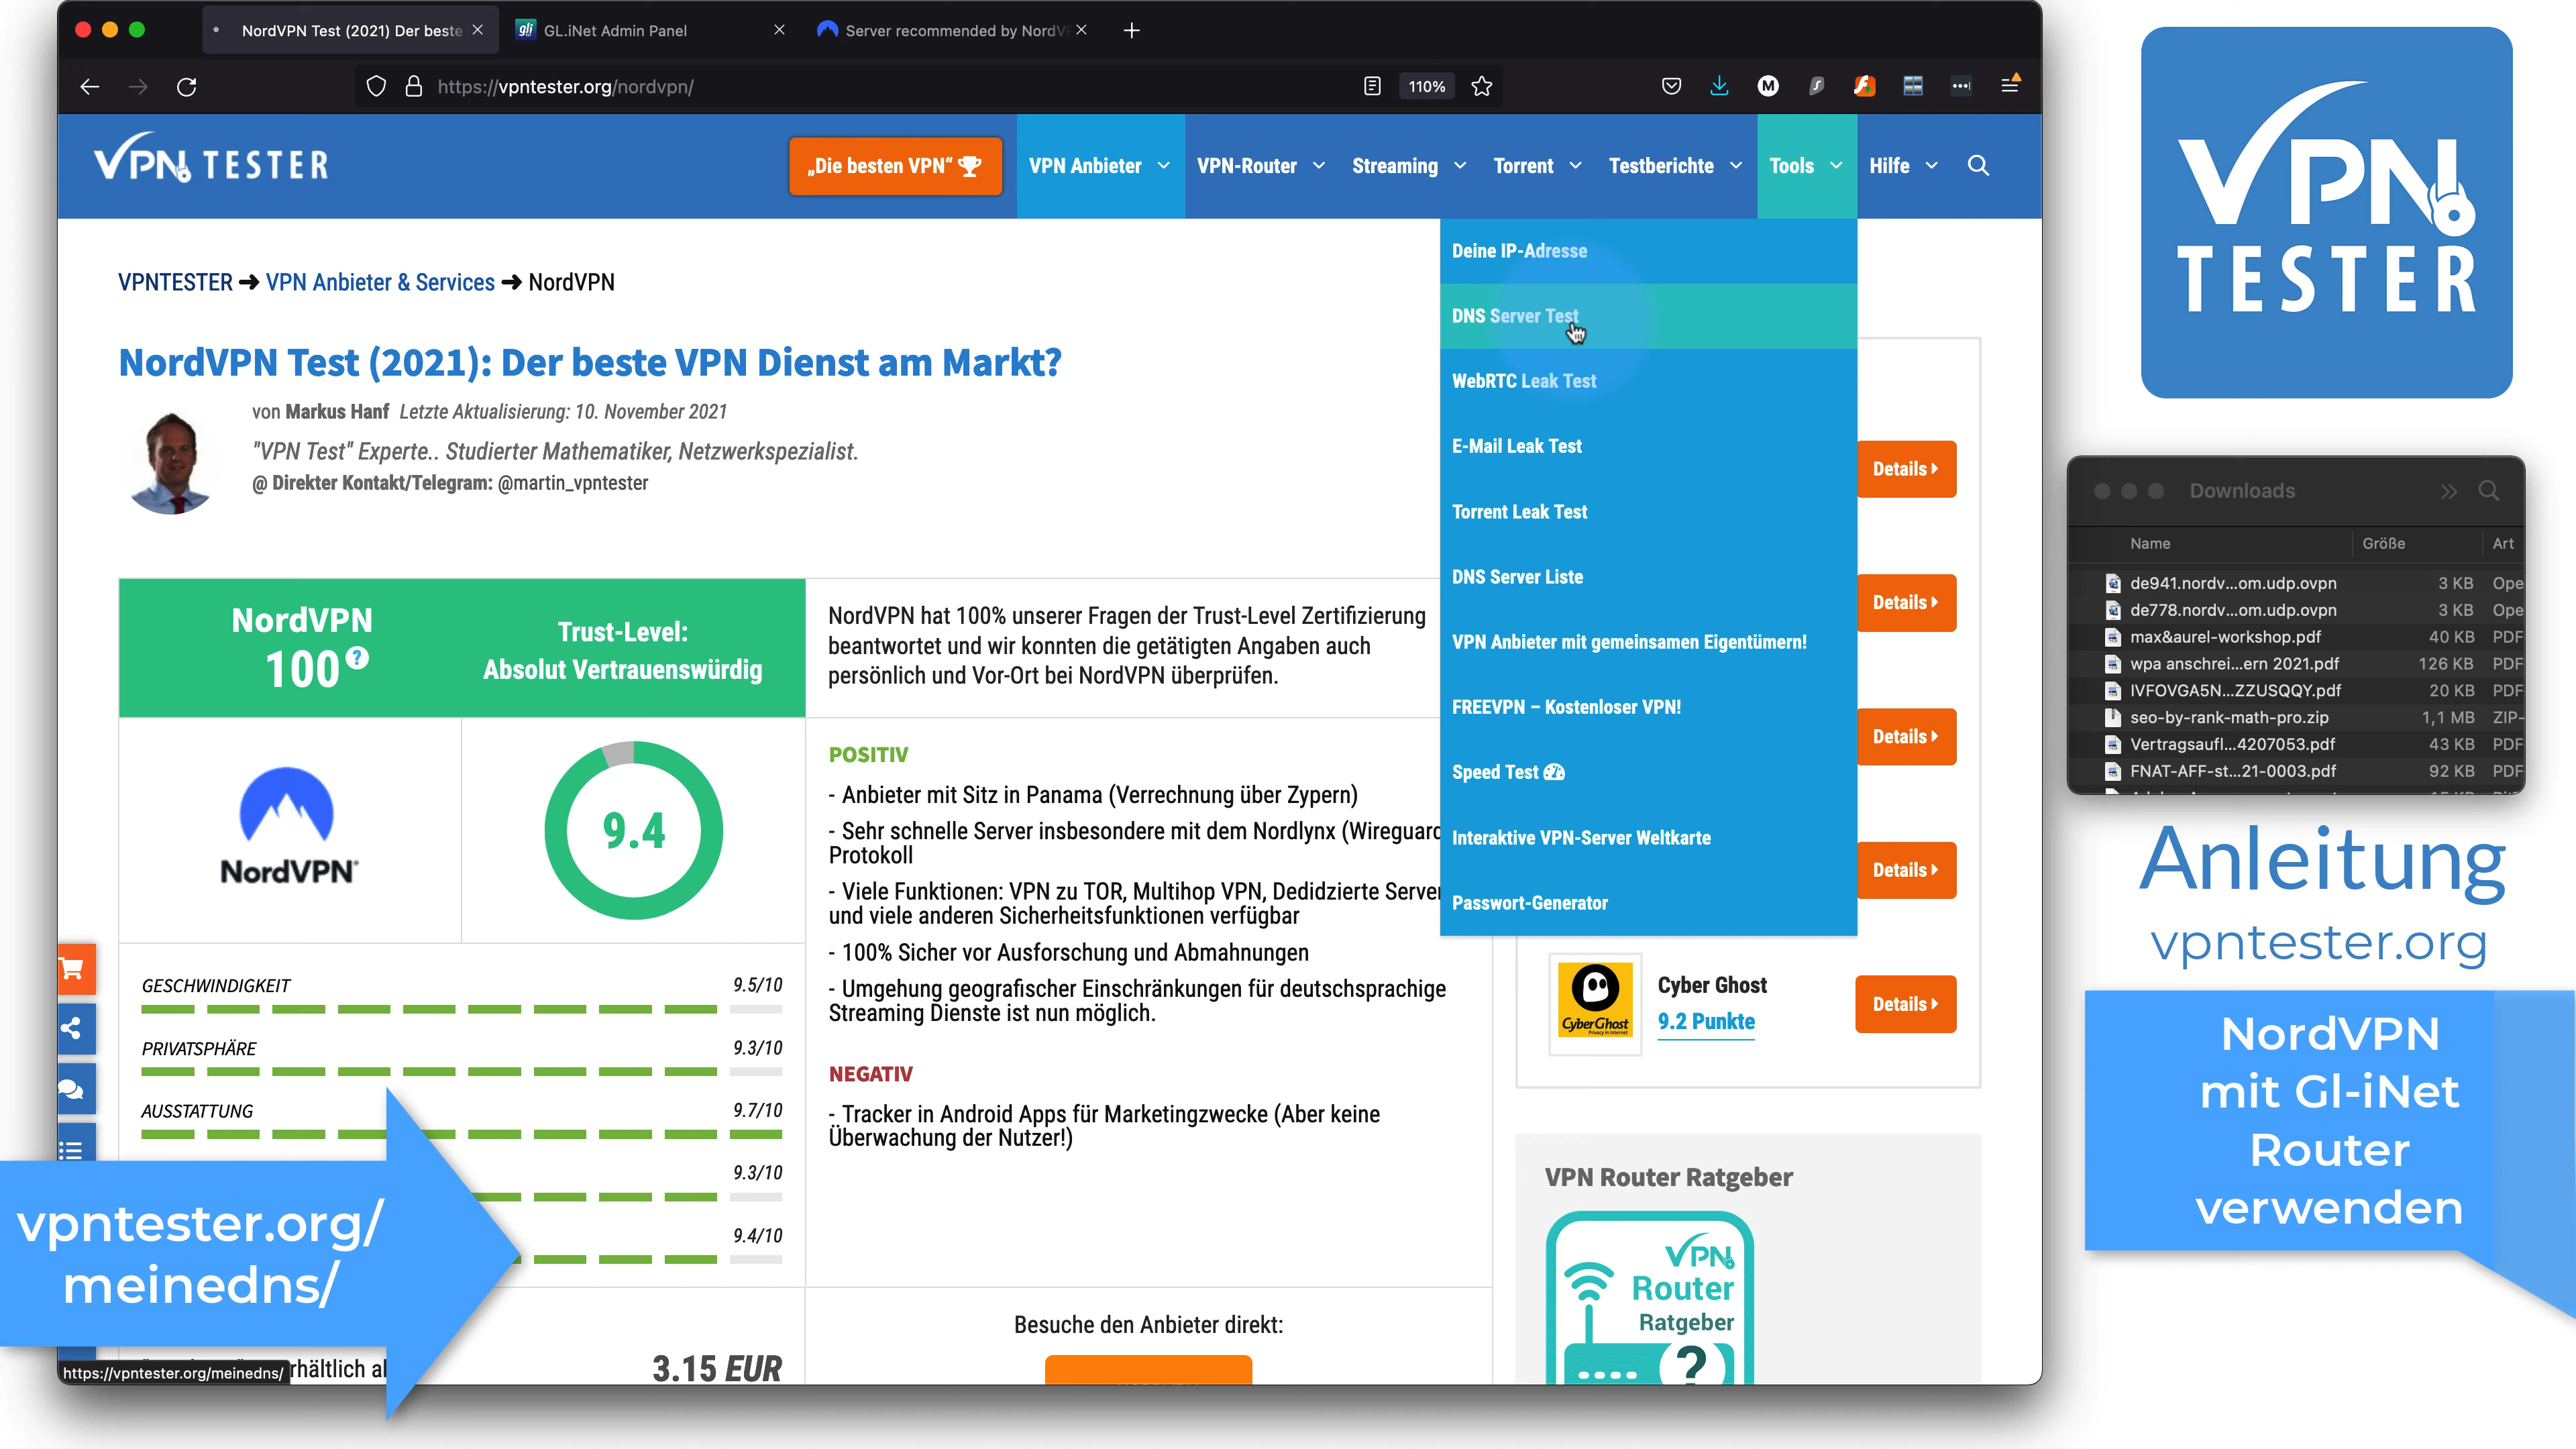 NordVPN Test (2021) Der beste
GL.iNet Admin Panel
Server recommended by NordV
https://vpntester.org/nordvpn/
110%
VPN TESTER
„Die besten VPN“
VPN Anbieter
VPN-Router
Streaming
Torrent
Testberichte
Tools
Hilfe
Deine IP-Adresse
DNS Server Test
WebRTC Leak Test
E-Mail Leak Test
Torrent Leak Test
DNS Server Liste
VPN Anbieter mit gemeinsamen Eigentümern!
FREEVPN – Kostenloser VPN!
Speed Test
Interaktive VPN-Server Weltkarte
Passwort-Generator
VPNTESTER ➜ VPN Anbieter & Services ➜ NordVPN
NordVPN Test (2021): Der beste VPN Dienst am Markt?
von Markus Hanf Letzte Aktualisierung: 10. November 2021
"VPN Test" Experte.. Studierter Mathematiker, Netzwerkspezialist.
@ Direkter Kontakt/Telegram: @martin_vpntester
NordVPN
100
?
Trust-Level:
Absolut Vertrauenswürdig
NordVPN hat 100% unserer Fragen der Trust-Level Zertifizierung
beantwortet und wir konnten die getätigten Angaben auch
persönlich und Vor-Ort bei NordVPN überprüfen.
NordVPN
9.4
POSITIV
- Anbieter mit Sitz in Panama (Verrechnung über Zypern)
- Sehr schnelle Server insbesondere mit dem Nordlynx (Wireguard
Protokoll
- Viele Funktionen: VPN zu TOR, Multihop VPN, Dedidzierte Server
und viele anderen Sicherheitsfunktionen verfügbar
- 100% Sicher vor Ausforschung und Abmahnungen
- Umgehung geografischer Einschränkungen für deutschsprachige
Streaming Dienste ist nun möglich.
NEGATIV
- Tracker in Android Apps für Marketingzwecke (Aber keine
Überwachung der Nutzer!)
GESCHWINDIGKEIT 9.5/10
PRIVATSPHÄRE 9.3/10
AUSSTATTUNG 9.7/10
9.3/10
9.4/10
3.15 EUR
Besuche den Anbieter direkt:
Details
Details
Details
Details
CyberGhost
Cyber Ghost
9.2 Punkte
Details
VPN Router Ratgeber
VPN
Router
Ratgeber
?
vpntester.org/
meinedns/
https://vpntester.org/meinedns/
VPN
TESTER
Downloads
Name Größe Art
de941.nordv...om.udp.ovpn 3 KB Ope
de778.nordv...om.udp.ovpn 3 KB Ope
max&aurel-workshop.pdf 40 KB PDF
wpa anschrei...ern 2021.pdf 126 KB PDF
IVFOVGA5N...ZZUSQQY.pdf 20 KB PDF
seo-by-rank-math-pro.zip 1,1 MB ZIP-
Vertragsaufl...4207053.pdf 43 KB PDF
FNAT-AFF-st...21-0003.pdf 92 KB PDF
Anleitung
vpntester.org
NordVPN
mit Gl-iNet
Router
verwenden